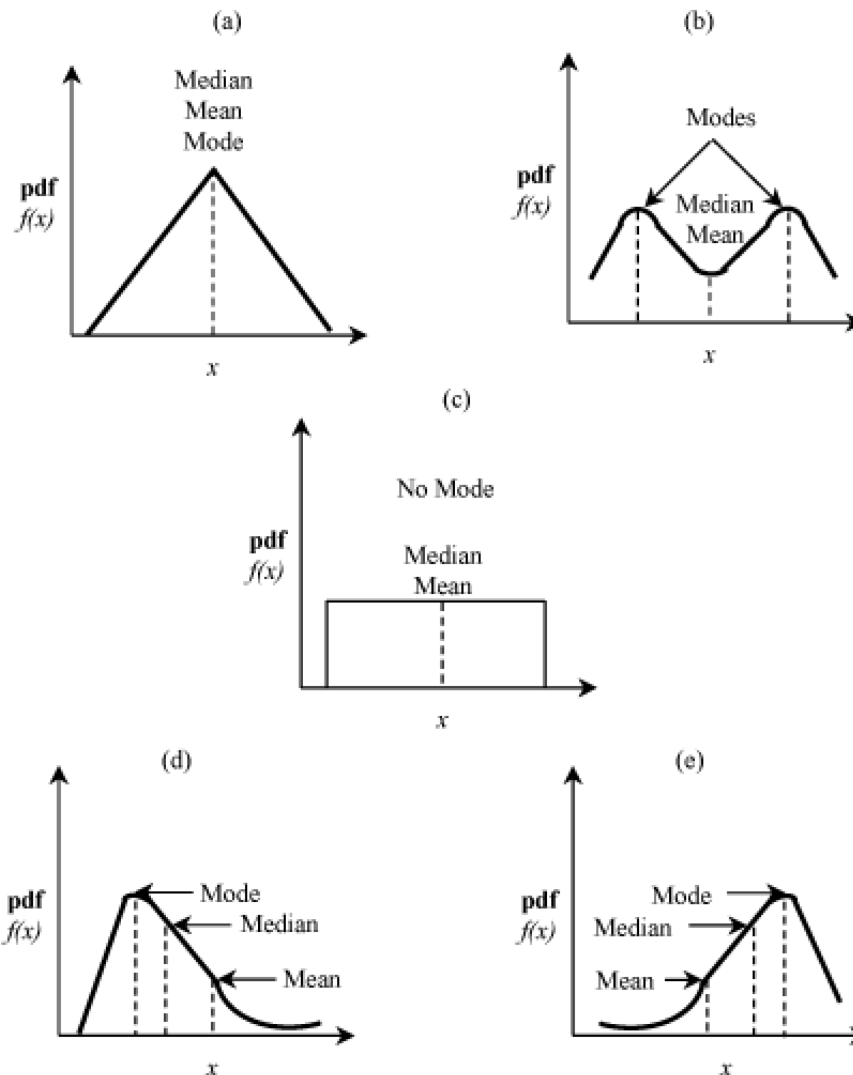 (a)
Median
Mean
Mode
pdf
f(x)
x
(b)
Modes
Median
Mean
pdf
f(x)
x
(c)
No Mode
Median
Mean
pdf
f(x)
x
(d)
Mode
Median
Mean
pdf
f(x)
x
(e)
Mode
Median
Mean
pdf
f(x)
x